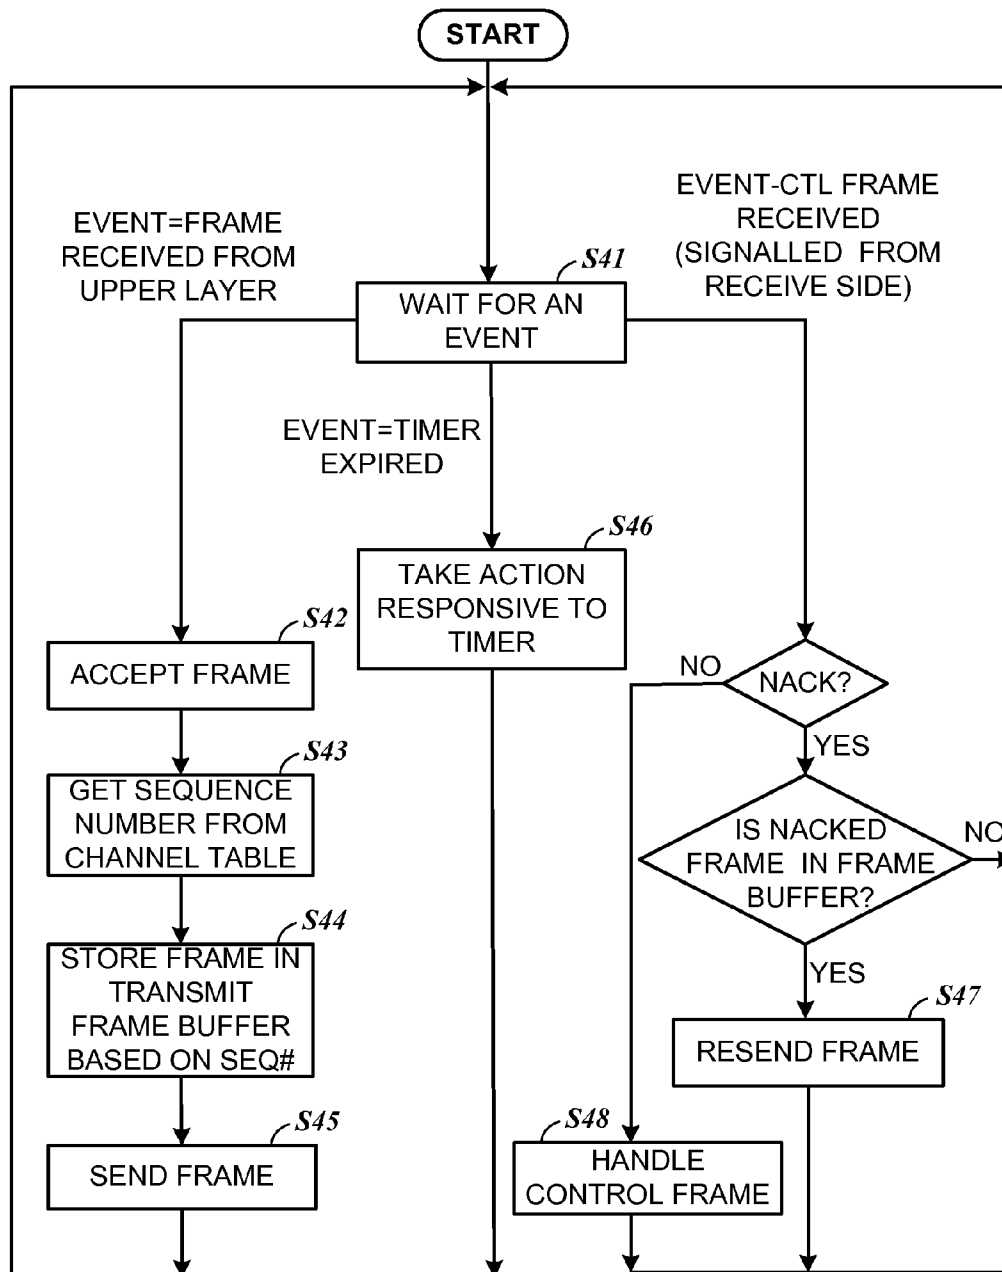 START
EVENT=FRAME
RECEIVED FROM
UPPER LAYER
EVENT-CTL FRAME
RECEIVED
(SIGNALLED FROM
RECEIVE SIDE)
S41
WAIT FOR AN
EVENT
EVENT=TIMER
EXPIRED
S46
TAKE ACTION
RESPONSIVE TO
TIMER
S42
ACCEPT FRAME
NO
NACK?
YES
S43
GET SEQUENCE
NUMBER FROM
CHANNEL TABLE
IS NACKED
FRAME IN FRAME
BUFFER?
NO
YES
S44
STORE FRAME IN
TRANSMIT
FRAME BUFFER
BASED ON SEQ#
S47
RESEND FRAME
S45
SEND FRAME
S48
HANDLE
CONTROL FRAME